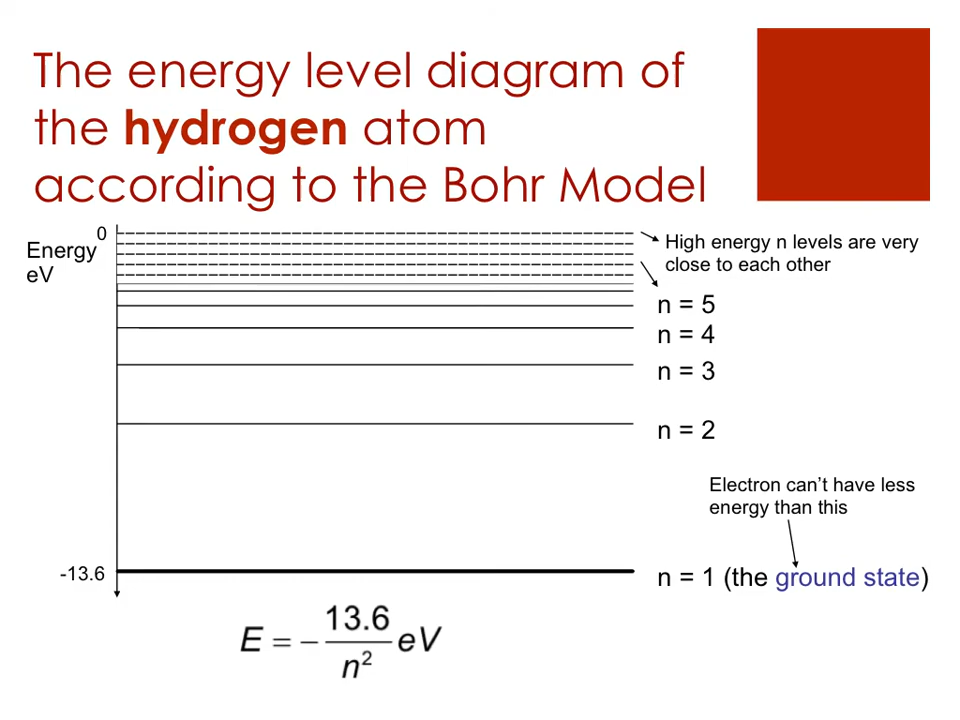 The energy level diagram of
the hydrogen atom
according to the Bohr Model
0
Energy
eV
High energy n levels are very
close to each other
n = 5
n = 4
n = 3
n = 2
Electron can’t have less
energy than this
-13.6
n = 1 (the ground state)
E = - 13.6/n² eV